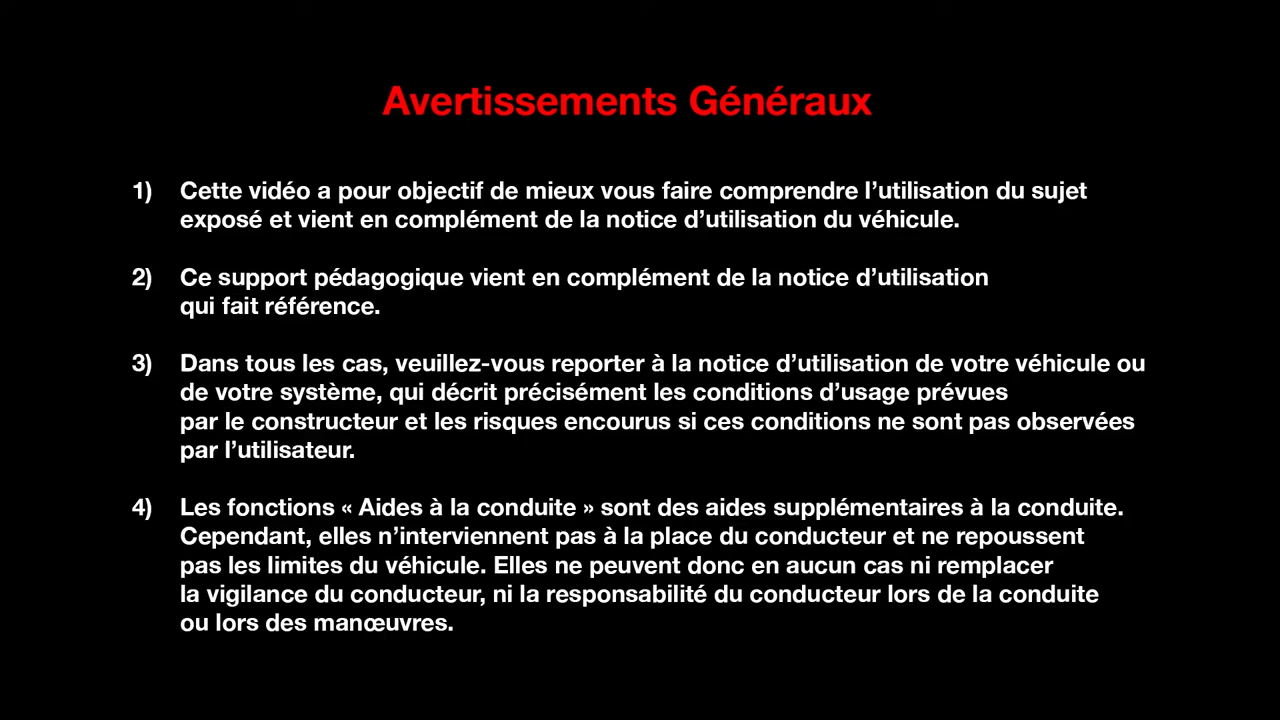 Avertissements Généraux
1) Cette vidéo a pour objectif de mieux vous faire comprendre l’utilisation du sujet
exposé et vient en complément de la notice d’utilisation du véhicule.
2) Ce support pédagogique vient en complément de la notice d’utilisation
qui fait référence.
3) Dans tous les cas, veuillez-vous reporter à la notice d’utilisation de votre véhicule ou
de votre système, qui décrit précisément les conditions d’usage prévues
par le constructeur et les risques encourus si ces conditions ne sont pas observées
par l’utilisateur.
4) Les fonctions « Aides à la conduite » sont des aides supplémentaires à la conduite.
Cependant, elles n’interviennent pas à la place du conducteur et ne repoussent
pas les limites du véhicule. Elles ne peuvent donc en aucun cas ni remplacer
la vigilance du conducteur, ni la responsabilité du conducteur lors de la conduite
ou lors des manœuvres.